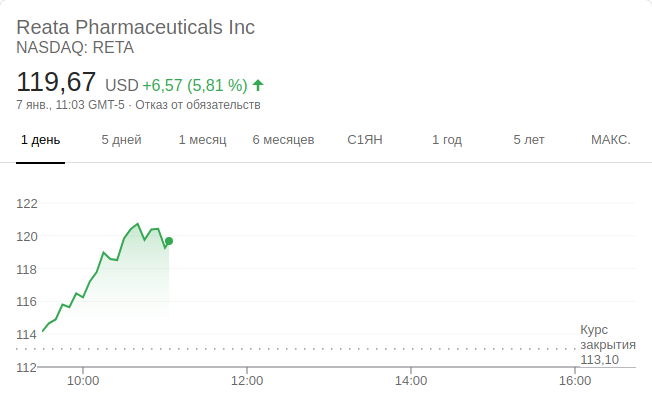 Reata Pharmaceuticals Inc
NASDAQ: RETA
119,67 USD +6,57 (5,81 %)
7 янв., 11:03 GMT-5 · Отказ от обязательств
1 день 5 дней 1 месяц 6 месяцев С1ЯН 1 год 5 лет МАКС.
122
120
118
116
114
112
Курс
закрытия
113,10
10:00 12:00 14:00 16:00